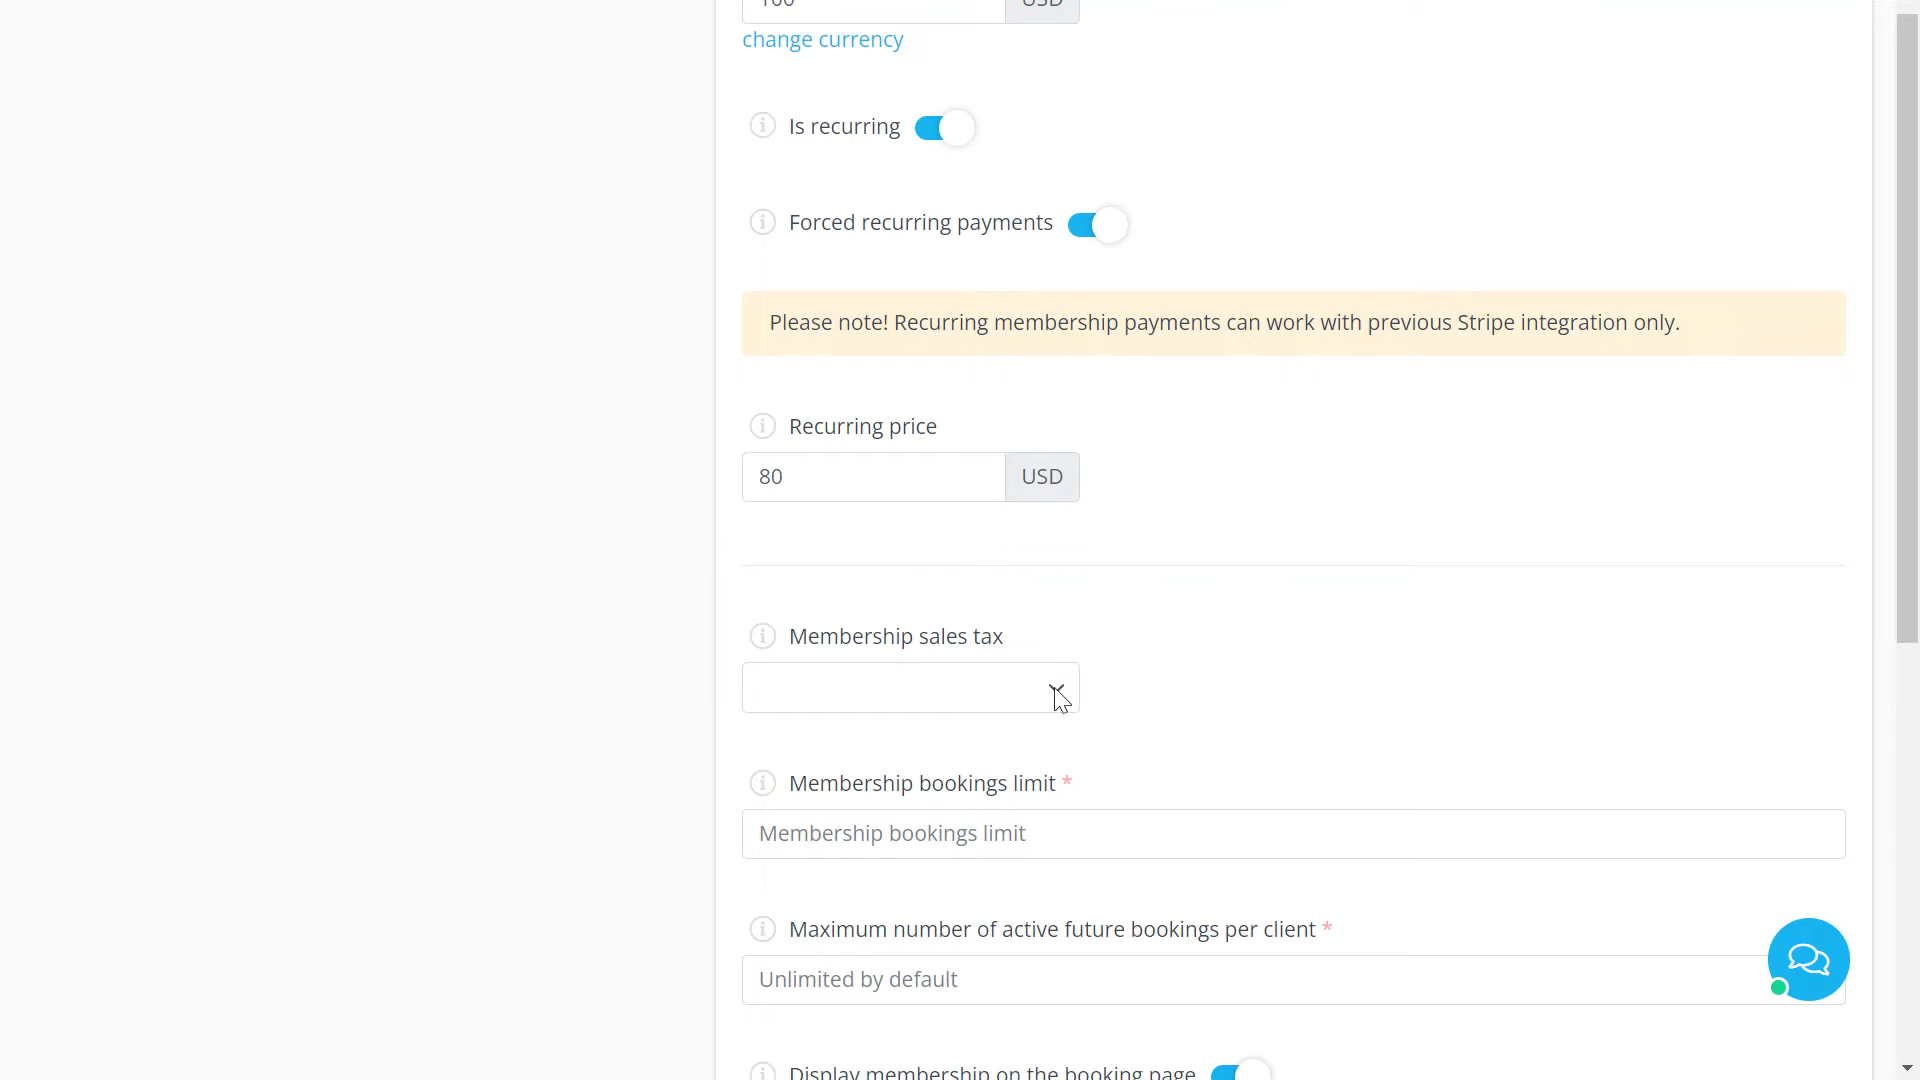 100 USD
change currency
Is recurring
Forced recurring payments
Please note! Recurring membership payments can work with previous Stripe integration only.
Recurring price
80 USD
Membership sales tax
Membership bookings limit *
Membership bookings limit
Maximum number of active future bookings per client *
Unlimited by default
Display membership on the booking page